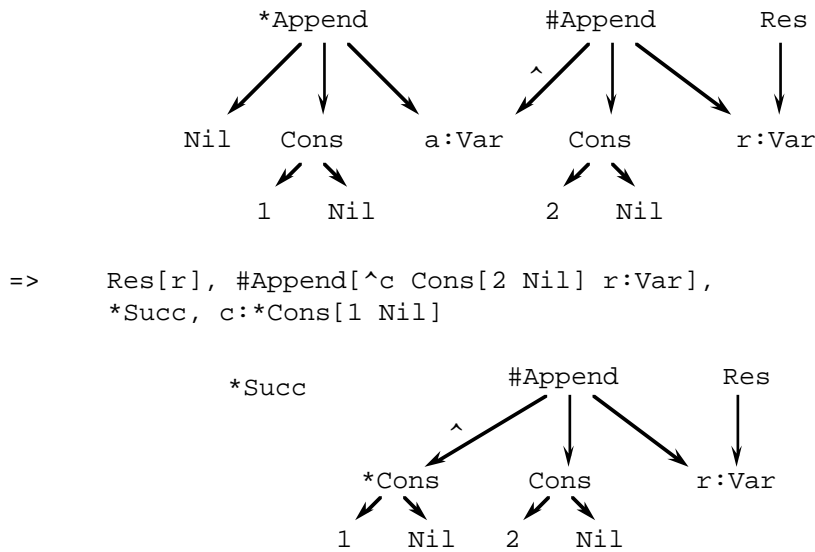 *Append #Append Res
^
Nil Cons a:Var Cons r:Var
1 Nil 2 Nil
=> Res[r], #Append[^c Cons[2 Nil] r:Var],
*Succ, c:*Cons[1 Nil]
*Succ #Append Res
^
*Cons Cons r:Var
1 Nil 2 Nil